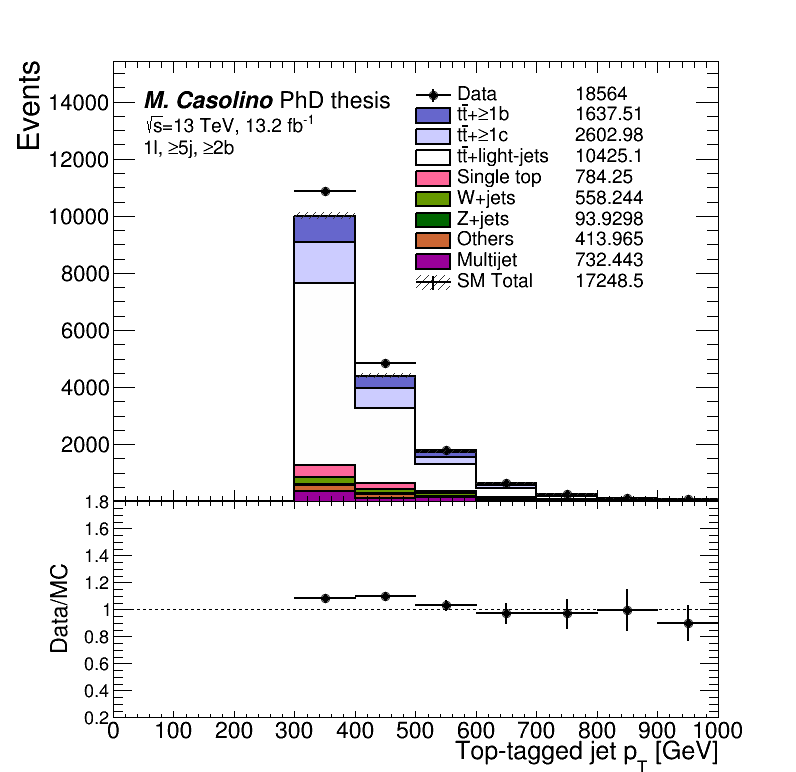 Events
14000
12000
10000
8000
6000
4000
2000
M. Casolino PhD thesis
√s=13 TeV, 13.2 fb-1
1l, ≥5j, ≥2b
Data 18564
tt̄+≥1b 1637.51
tt̄+≥1c 2602.98
tt̄+light-jets 10425.1
Single top 784.25
W+jets 558.244
Z+jets 93.9298
Others 413.965
Multijet 732.443
SM Total 17248.5
Data/MC
1.8
1.6
1.4
1.2
1
0.8
0.6
0.4
0.2
0 100 200 300 400 500 600 700 800 900 1000
Top-tagged jet pT [GeV]